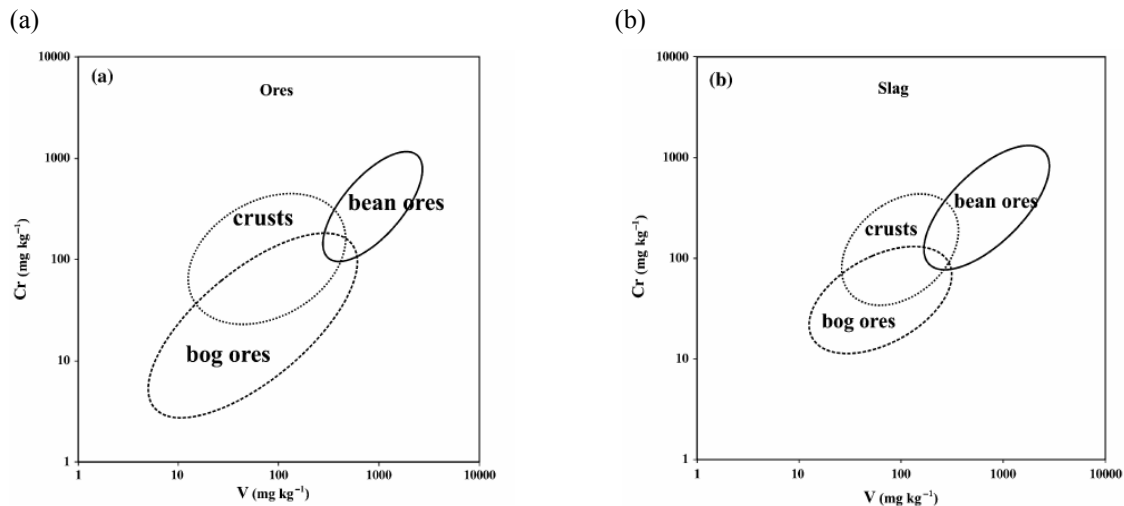 (a)
(a)
Ores
10000
1000
100
10
1
Cr (mg kg⁻¹)
crusts
bean ores
bog ores
1 10 100 1000 10000
V (mg kg⁻¹)
(b)
(b)
Slag
10000
1000
100
10
1
Cr (mg kg⁻¹)
crusts
bean ores
bog ores
1 10 100 1000 10000
V (mg kg⁻¹)